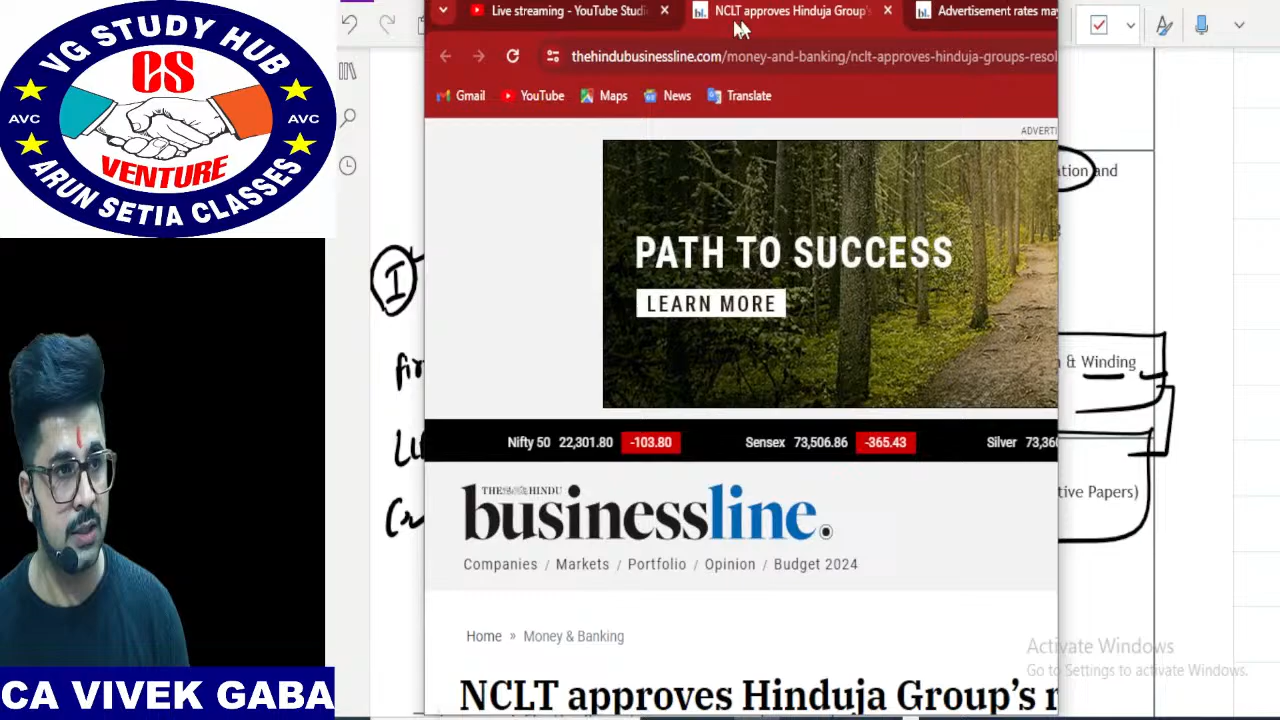 VG STUDY HUB
CS
AVC
AVC
VENTURE
ARUN SETIA CLASSES
Live streaming - YouTube Studi
NCLT approves Hinduja Group's
Advertisement rates may
thehindubusinessline.com/money-and-banking/nclt-approves-hinduja-groups-resol
Gmail
YouTube
Maps
News
Translate
ADVERTI
ation and
I
PATH TO SUCCESS
LEARN MORE
& Winding
Nifty 50 22,301.80 -103.80 Sensex 73,506.86 -365.43 Silver 73,360
THE HINDU
businessline.
tive Papers)
Companies / Markets / Portfolio / Opinion / Budget 2024
Home » Money & Banking
Activate Windows
Go to Settings to activate Windows.
NCLT approves Hinduja Group's r
CA VIVEK GABA